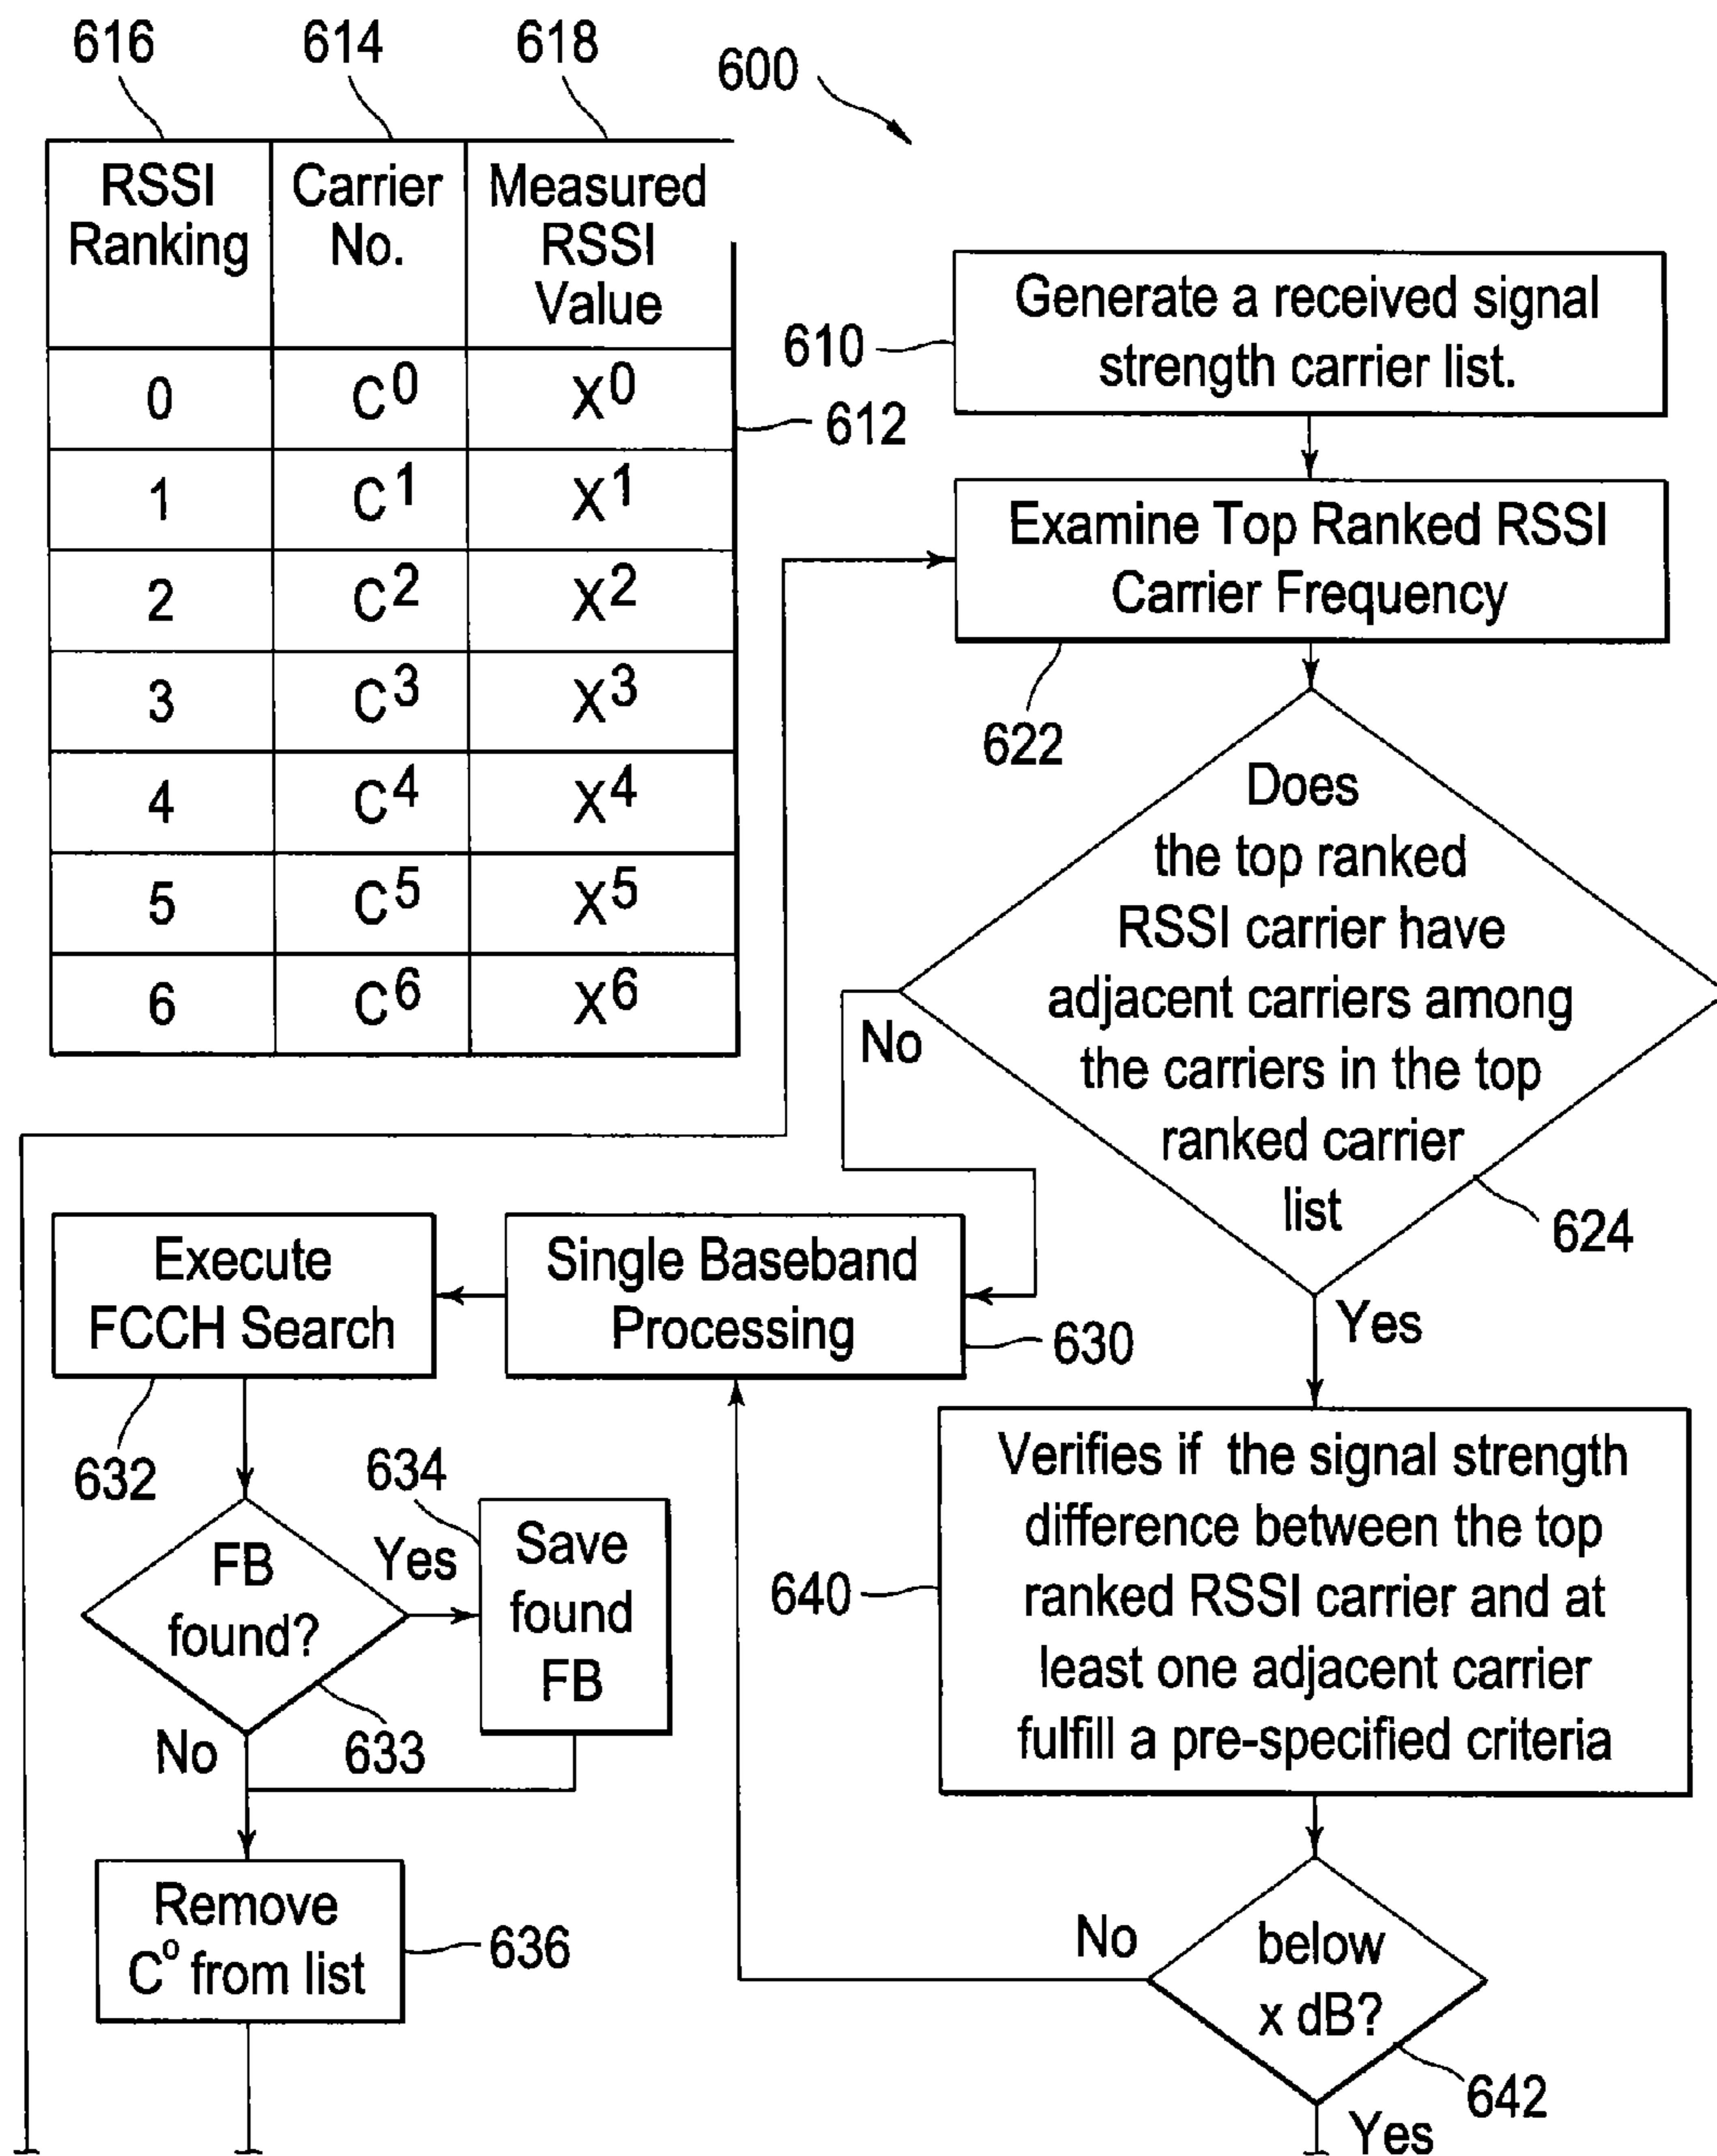 616
614
618
600
RSSI
Ranking
Carrier
No.
Measured
RSSI
Value
0 C0 X0
1 C1 X1
2 C2 X2
3 C3 X3
4 C4 X4
5 C5 X5
6 C6 X6
612
610
Generate a received signal
strength carrier list.
Examine Top Ranked RSSI
Carrier Frequency
622
Does
the top ranked
RSSI carrier have
adjacent carriers among
the carriers in the top
ranked carrier
list
624
No
Yes
Single Baseband
Processing
630
Execute
FCCH Search
632
FB
found?
633
Yes
634
Save
found
FB
No
Remove
Co from list
636
640
Verifies if the signal strength
difference between the top
ranked RSSI carrier and at
least one adjacent carrier
fulfill a pre-specified criteria
below
x dB?
642
No
Yes